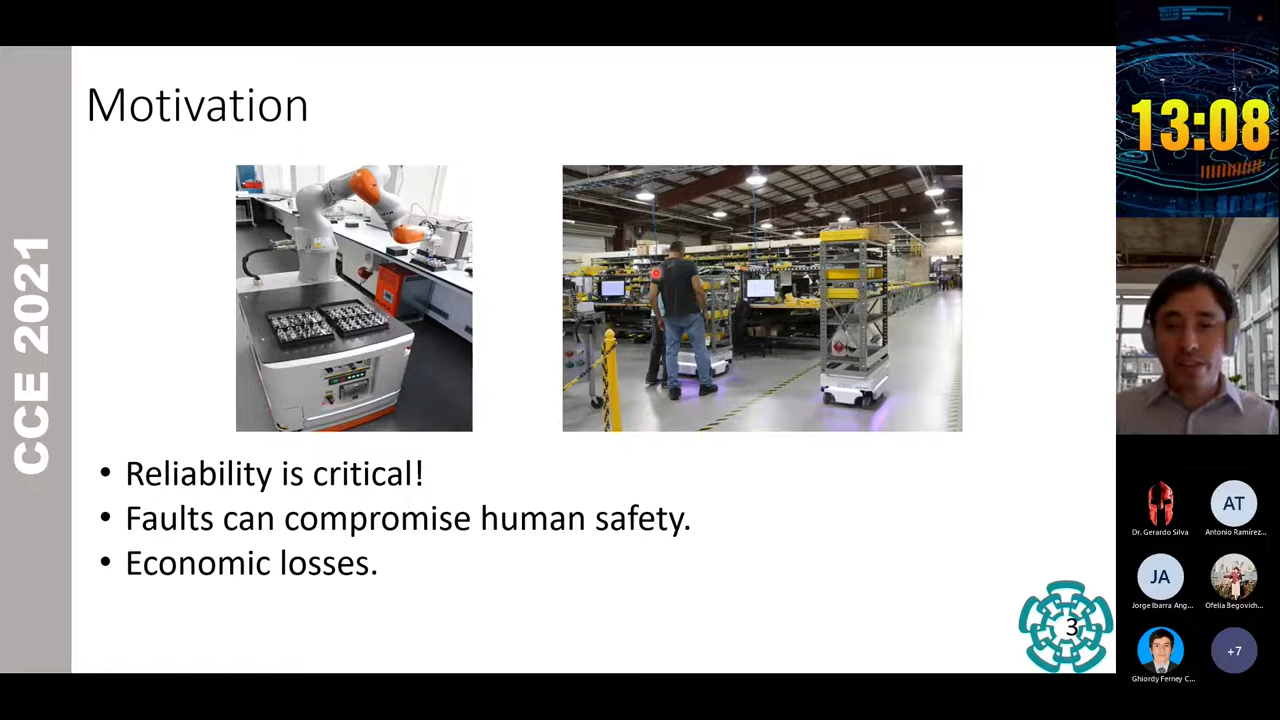 CCE 2021
Motivation
• Reliability is critical!
• Faults can compromise human safety.
• Economic losses.
3
13:08
Dr. Gerardo Silva
AT
Antonio Ramírez...
JA
Jorge Ibarra Ang...
Ofelia Begovich...
Ghiordy Ferney C...
+7